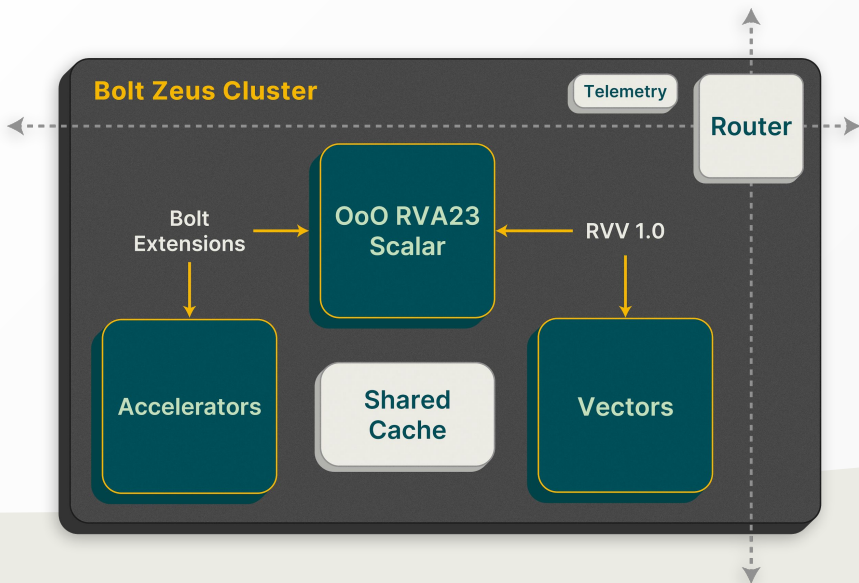 Bolt Zeus Cluster
Telemetry
Router
OoO RVA23
Scalar
Bolt
Extensions
RVV 1.0
Accelerators
Shared
Cache
Vectors